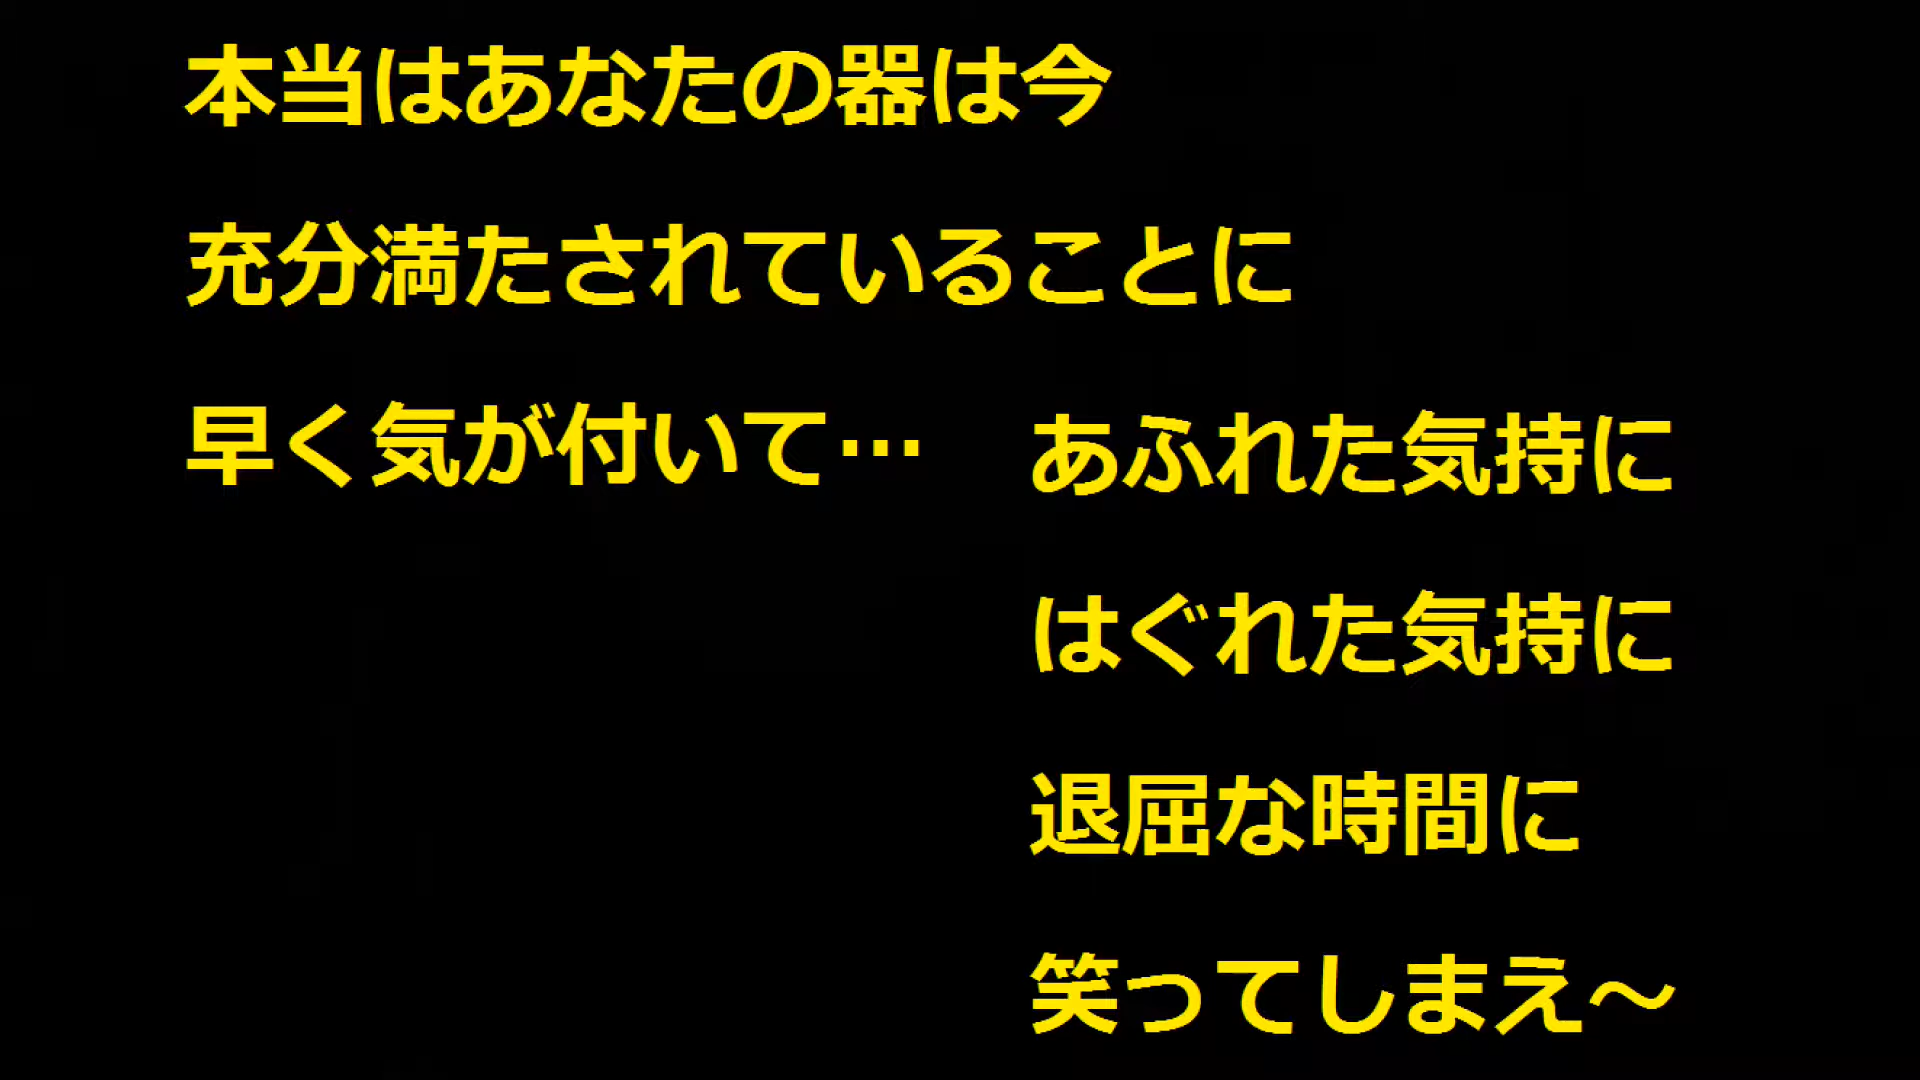 本当はあなたの器は今
充分満たされていることに
早く気が付いて…
あふれた気持に
はぐれた気持に
退屈な時間に
笑ってしまえ～